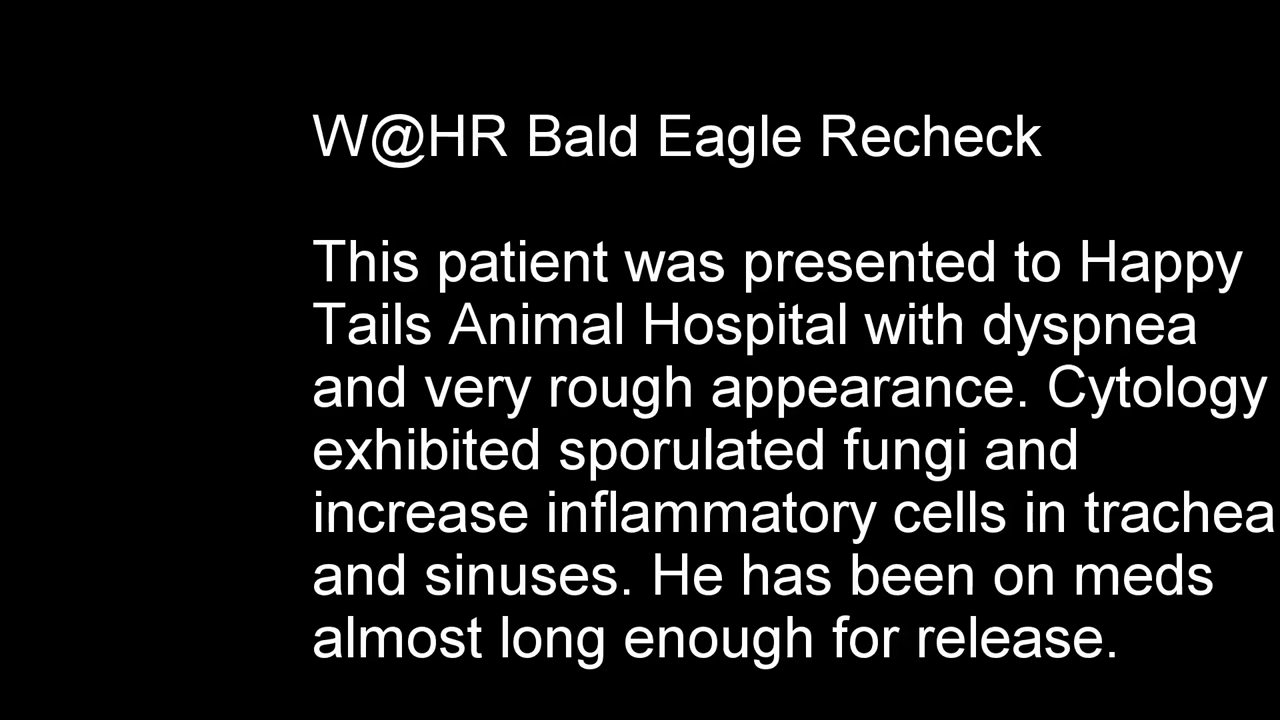 W@HR Bald Eagle Recheck
This patient was presented to Happy
Tails Animal Hospital with dyspnea
and very rough appearance. Cytology
exhibited sporulated fungi and
increase inflammatory cells in trachea
and sinuses. He has been on meds
almost long enough for release.